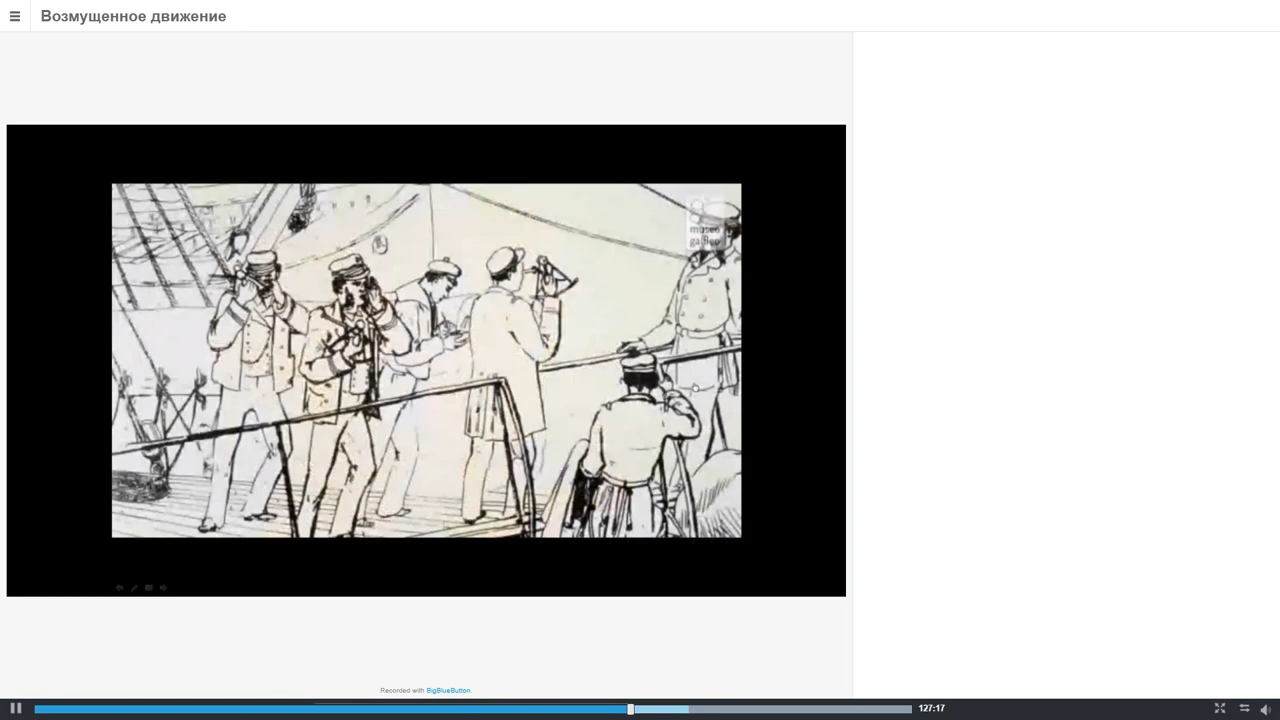 Возмущенное движение
museo
galileo
Recorded with BigBlueButton.
127:17